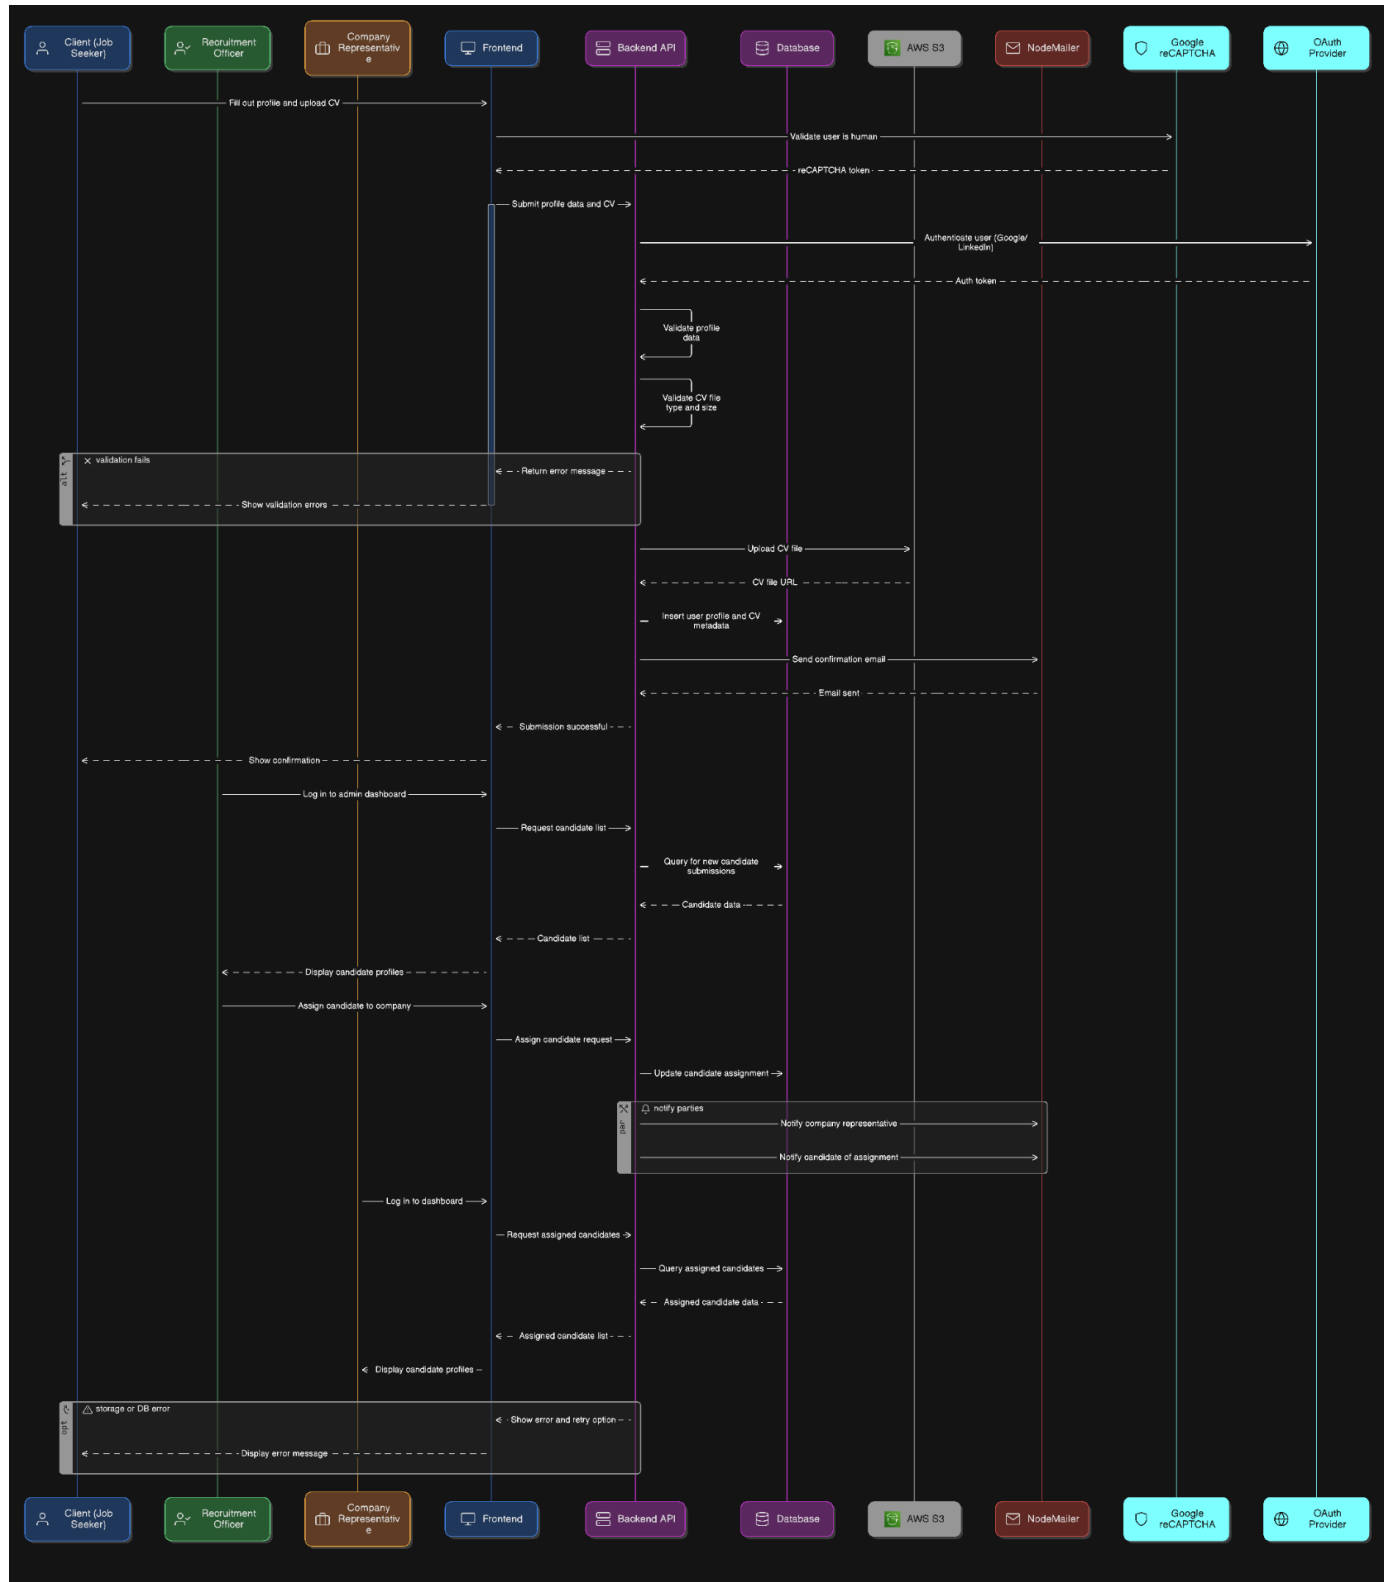 Client (Job
Seeker)
Recruitment
Officer
Company
Representativ
e
Frontend
Backend API
Database
AWS S3
NodeMailer
Google
reCAPTCHA
OAuth
Provider
Fill out profile and upload CV
Validate user is human
reCAPTCHA token
Submit profile data and CV
Authenticate user (Google/
LinkedIn)
Auth token
Validate profile
data
Validate CV file
type and size
alt
validation fails
Return error message
Show validation errors
Upload CV file
CV file URL
Insert user profile and CV
metadata
Send confirmation email
Email sent
Submission successful
Show confirmation
Log in to admin dashboard
Request candidate list
Query for new candidate
submissions
Candidate data
Candidate list
Display candidate profiles
Assign candidate to company
Assign candidate request
Update candidate assignment
par
notify parties
Notify company representative
Notify candidate of assignment
Log in to dashboard
Request assigned candidates
Query assigned candidates
Assigned candidate data
Assigned candidate list
Display candidate profiles
opt
storage or DB error
Show error and retry option
Display error message
Client (Job
Seeker)
Recruitment
Officer
Company
Representativ
e
Frontend
Backend API
Database
AWS S3
NodeMailer
Google
reCAPTCHA
OAuth
Provider